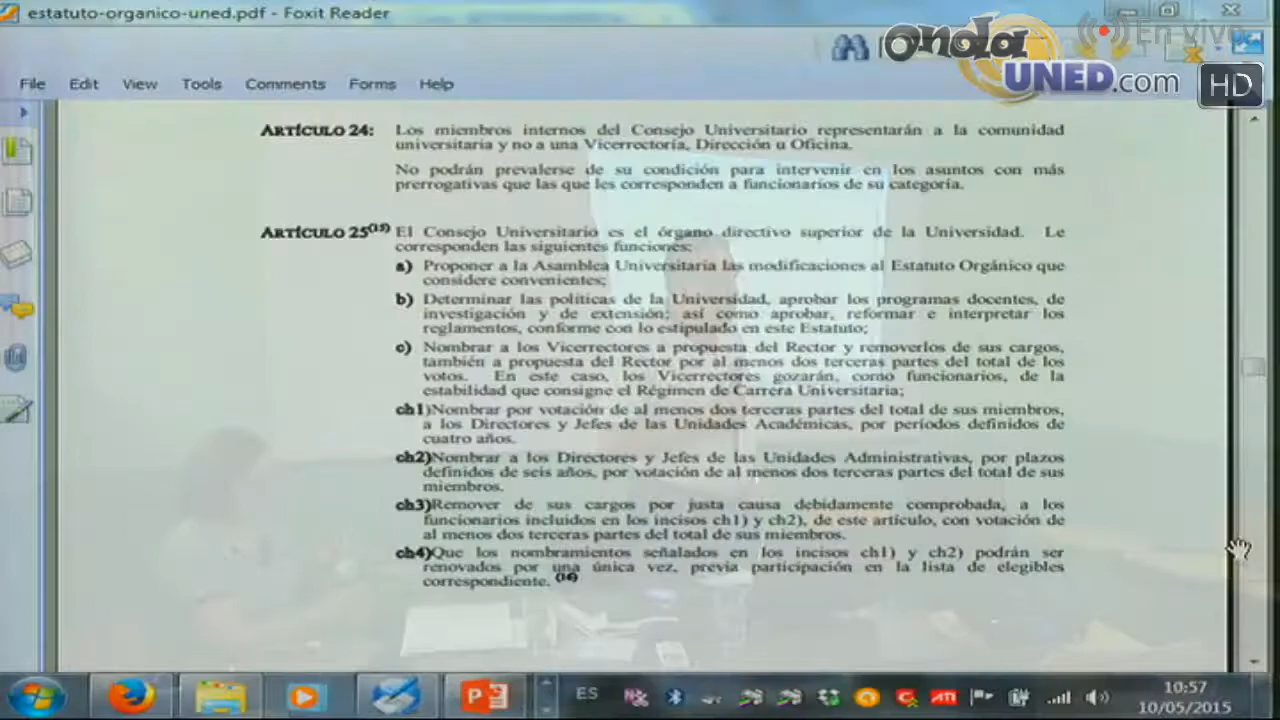 estatuto-organico-uned.pdf - Foxit Reader
En vivo
onda
UNED.com
HD
File Edit View Tools Comments Forms Help
ARTÍCULO 24: Los miembros internos del Consejo Universitario representarán a la comunidad
universitaria y no a una Vicerrectoría, Dirección u Oficina.
No podrán prevalerse de su condición para intervenir en los asuntos con más
prerrogativas que las que les corresponden a funcionarios de su categoría.
ARTÍCULO 25(15) El Consejo Universitario es el órgano directivo superior de la Universidad. Le
corresponden las siguientes funciones:
a) Proponer a la Asamblea Universitaria las modificaciones al Estatuto Orgánico que
considere convenientes;
b) Determinar las políticas de la Universidad, aprobar los programas docentes, de
investigación y de extensión; así como aprobar, reformar e interpretar los
reglamentos, conforme con lo estipulado en este Estatuto;
c) Nombrar a los Vicerrectores a propuesta del Rector y removerlos de sus cargos,
también a propuesta del Rector por al menos dos terceras partes del total de los
votos. En este caso, los Vicerrectores gozarán, como funcionarios, de la
estabilidad que consigne el Régimen de Carrera Universitaria;
ch1)Nombrar por votación de al menos dos terceras partes del total de sus miembros,
a los Directores y Jefes de las Unidades Académicas, por períodos definidos de
cuatro años.
ch2)Nombrar a los Directores y Jefes de las Unidades Administrativas, por plazos
definidos de seis años, por votación de al menos dos terceras partes del total de sus
miembros.
ch3)Remover de sus cargos por justa causa debidamente comprobada, a los
funcionarios incluidos en los incisos ch1) y ch2), de este artículo, con votación de
al menos dos terceras partes del total de sus miembros.
ch4)Que los nombramientos señalados en los incisos ch1) y ch2) podrán ser
renovados por una única vez, previa participación en la lista de elegibles
correspondiente. (16)
ES
ATI
10:57
10/05/2015